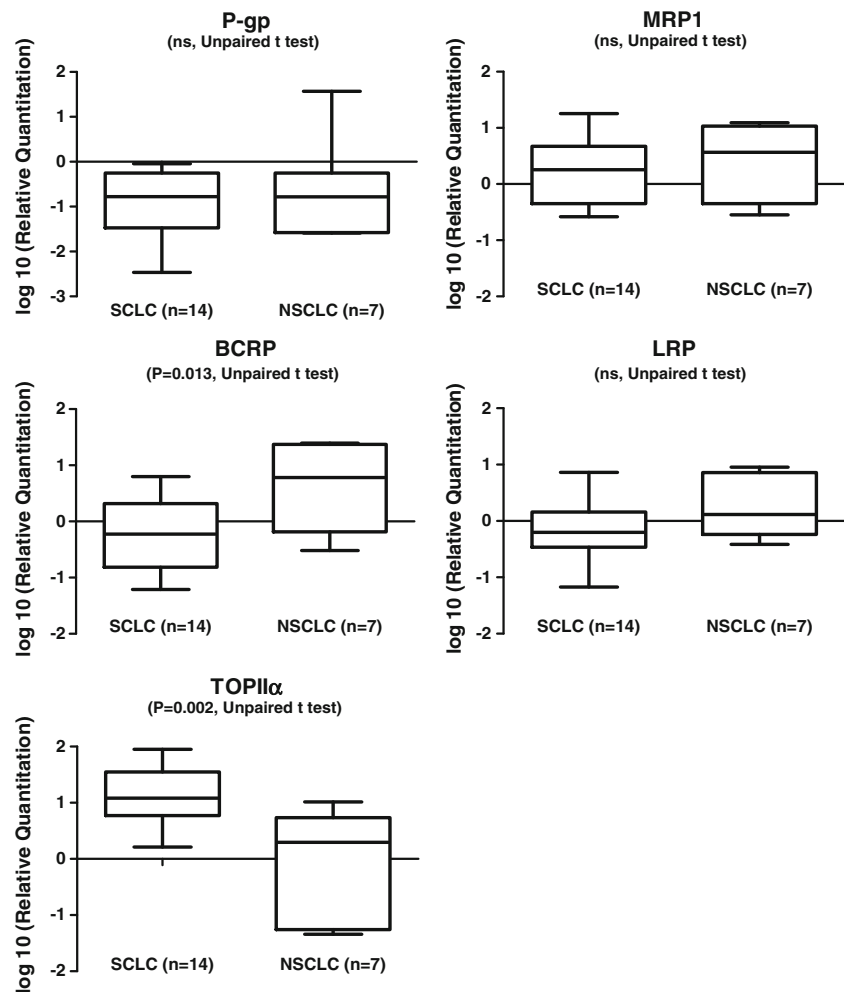 P-gp
(ns, Unpaired t test)
log 10 (Relative Quantitation)
2
1
0
-1
-2
-3
SCLC (n=14)
NSCLC (n=7)
MRP1
(ns, Unpaired t test)
log 10 (Relative Quantitation)
2
1
0
-1
-2
SCLC (n=14)
NSCLC (n=7)
BCRP
(P=0.013, Unpaired t test)
log 10 (Relative Quantitation)
2
1
0
-1
-2
SCLC (n=14)
NSCLC (n=7)
LRP
(ns, Unpaired t test)
log 10 (Relative Quantitation)
2
1
0
-1
-2
SCLC (n=14)
NSCLC (n=7)
TOPIIα
(P=0.002, Unpaired t test)
log 10 (Relative Quantitation)
2
1
0
-1
-2
SCLC (n=14)
NSCLC (n=7)